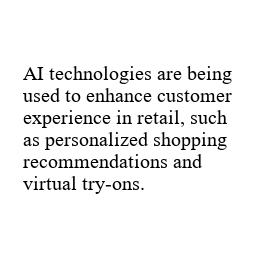 AI technologies are being
used to enhance customer
experience in retail, such
as personalized shopping
recommendations and
virtual try-ons.